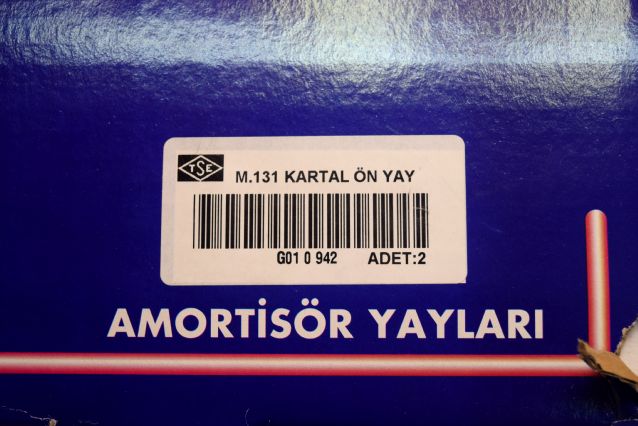 TSE
M.131 KARTAL ÖN YAY
G01 0 942 ADET:2
AMORTİSÖR YAYLARI